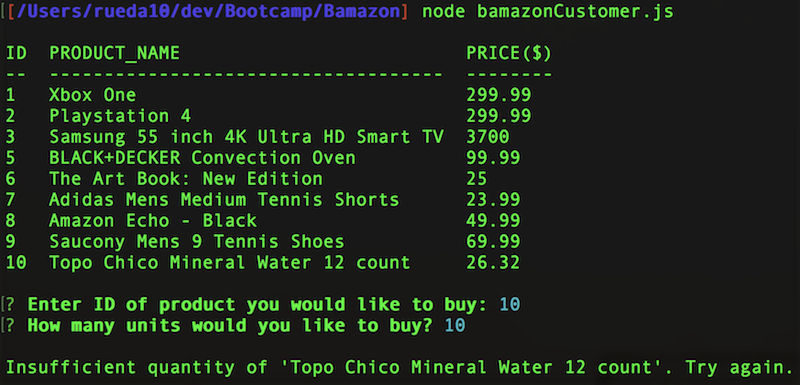 [/Users/rueda10/dev/Bootcamp/Bamazon] node bamazonCustomer.js
ID  PRODUCT_NAME                          PRICE($)
--  ------------------------------------  --------
1   Xbox One                              299.99
2   Playstation 4                         299.99
3   Samsung 55 inch 4K Ultra HD Smart TV  3700
5   BLACK+DECKER Convection Oven          99.99
6   The Art Book: New Edition             25
7   Adidas Mens Medium Tennis Shorts      23.99
8   Amazon Echo - Black                   49.99
9   Saucony Mens 9 Tennis Shoes           69.99
10  Topo Chico Mineral Water 12 count     26.32
? Enter ID of product you would like to buy: 10
? How many units would you like to buy? 10
Insufficient quantity of 'Topo Chico Mineral Water 12 count'. Try again.